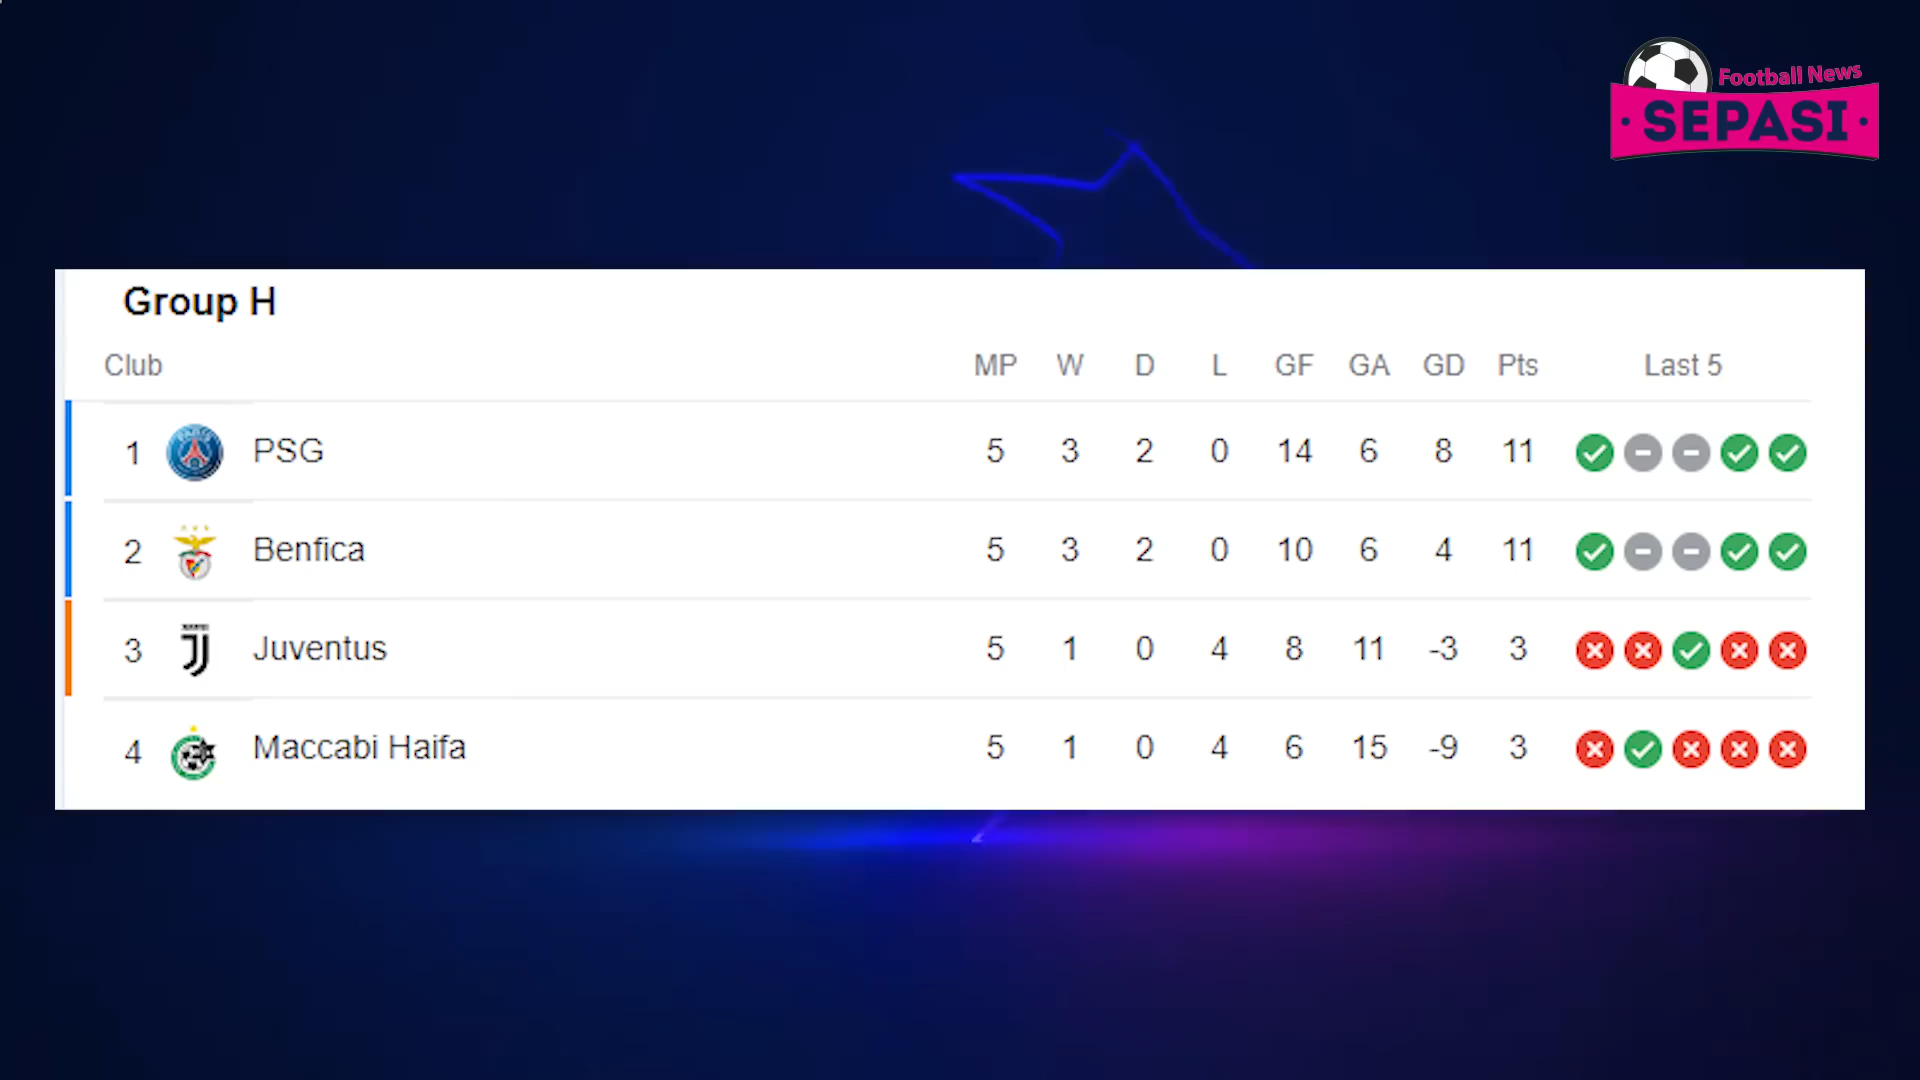 Football News
• SEPASI •
Group H
Club MP W D L GF GA GD Pts Last 5
1 PSG 5 3 2 0 14 6 8 11
2 Benfica 5 3 2 0 10 6 4 11
3 Juventus 5 1 0 4 8 11 -3 3
4 Maccabi Haifa 5 1 0 4 6 15 -9 3